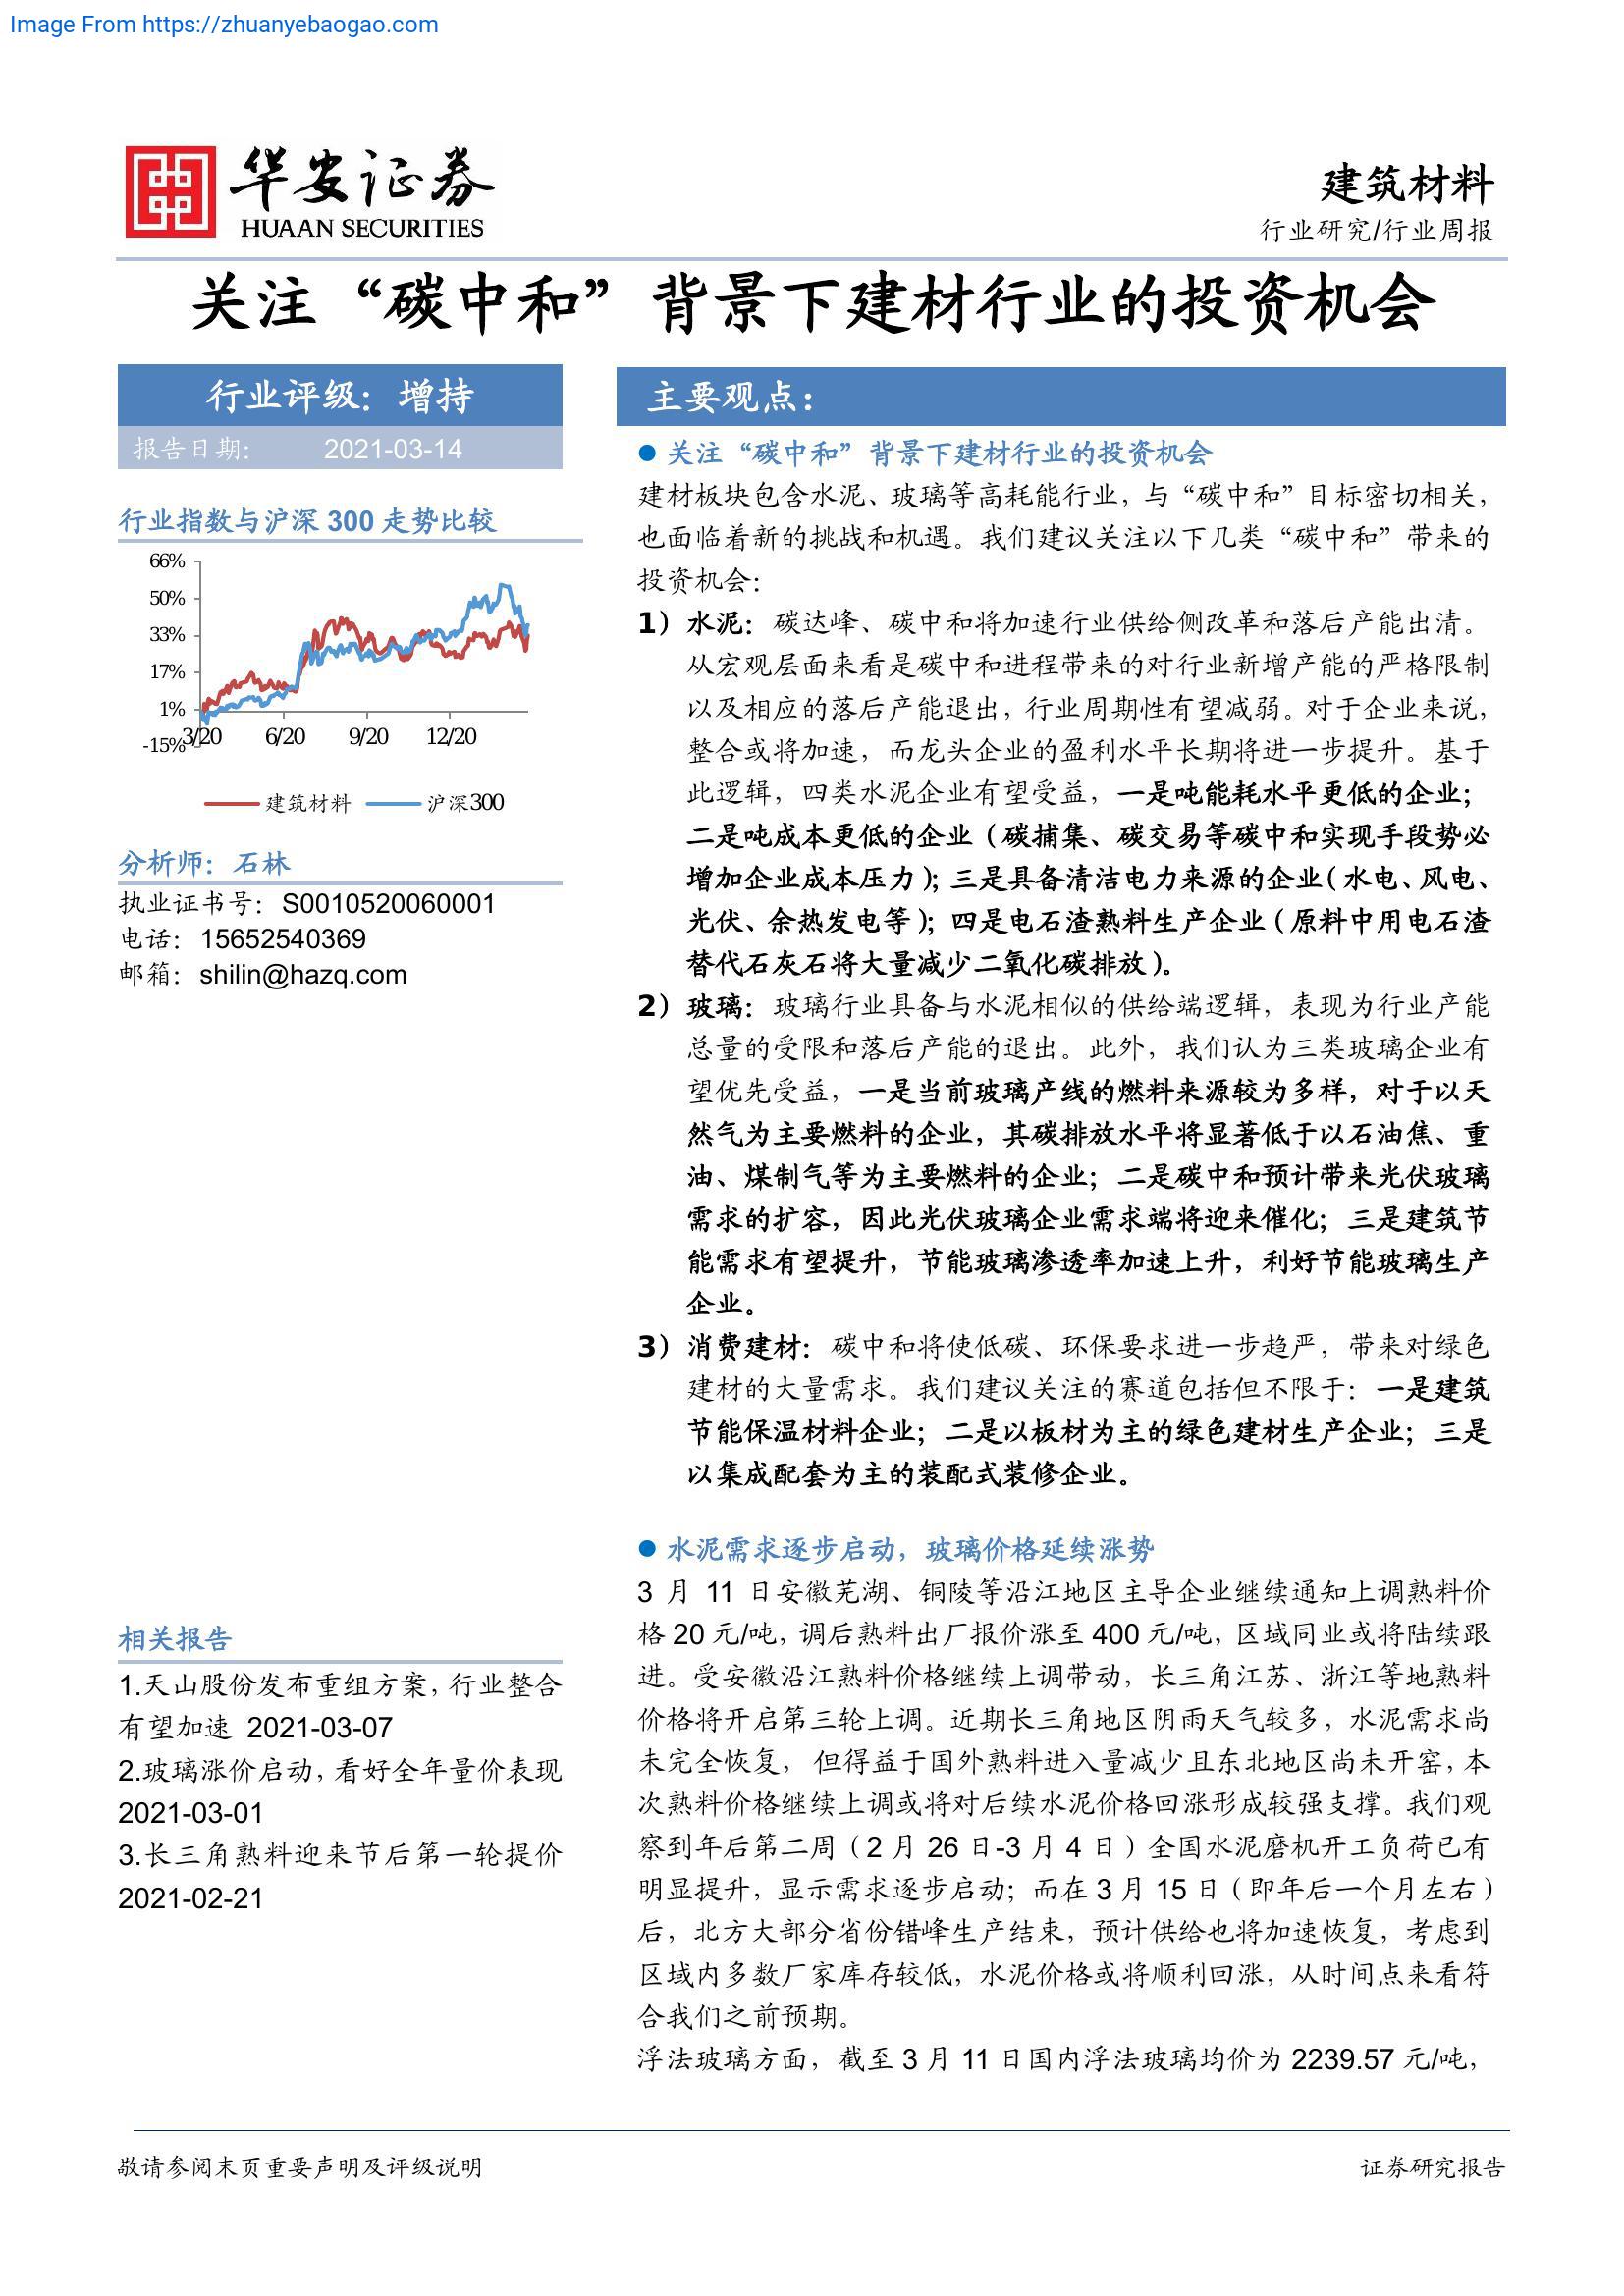 Image From https://zhuanyebaogao.com
华安证券
HUAAN SECURITIES
建筑材料
行业研究/行业周报
关注“碳中和”背景下建材行业的投资机会
行业评级：增持
报告日期： 2021-03-14
行业指数与沪深 300 走势比较
66%
50%
33%
17%
1%
-15%
3/20 6/20 9/20 12/20
建筑材料 沪深300
分析师：石林
执业证书号：S0010520060001
电话：15652540369
邮箱：shilin@hazq.com
相关报告
1.天山股份发布重组方案，行业整合
有望加速 2021-03-07
2.玻璃涨价启动，看好全年量价表现
2021-03-01
3.长三角熟料迎来节后第一轮提价
2021-02-21
主要观点：
● 关注“碳中和”背景下建材行业的投资机会
建材板块包含水泥、玻璃等高耗能行业，与“碳中和”目标密切相关，
也面临着新的挑战和机遇。我们建议关注以下几类“碳中和”带来的
投资机会：
1）水泥：碳达峰、碳中和将加速行业供给侧改革和落后产能出清。
从宏观层面来看是碳中和进程带来的对行业新增产能的严格限制
以及相应的落后产能退出，行业周期性有望减弱。对于企业来说，
整合或将加速，而龙头企业的盈利水平长期将进一步提升。基于
此逻辑，四类水泥企业有望受益，一是吨能耗水平更低的企业；
二是吨成本更低的企业（碳捕集、碳交易等碳中和实现手段势必
增加企业成本压力）；三是具备清洁电力来源的企业（水电、风电、
光伏、余热发电等）；四是电石渣熟料生产企业（原料中用电石渣
替代石灰石将大量减少二氧化碳排放）。
2）玻璃：玻璃行业具备与水泥相似的供给端逻辑，表现为行业产能
总量的受限和落后产能的退出。此外，我们认为三类玻璃企业有
望优先受益，一是当前玻璃产线的燃料来源较为多样，对于以天
然气为主要燃料的企业，其碳排放水平将显著低于以石油焦、重
油、煤制气等为主要燃料的企业；二是碳中和预计带来光伏玻璃
需求的扩容，因此光伏玻璃企业需求端将迎来催化；三是建筑节
能需求有望提升，节能玻璃渗透率加速上升，利好节能玻璃生产
企业。
3）消费建材：碳中和将使低碳、环保要求进一步趋严，带来对绿色
建材的大量需求。我们建议关注的赛道包括但不限于：一是建筑
节能保温材料企业；二是以板材为主的绿色建材生产企业；三是
以集成配套为主的装配式装修企业。
● 水泥需求逐步启动，玻璃价格延续涨势
3 月 11 日安徽芜湖、铜陵等沿江地区主导企业继续通知上调熟料价
格 20 元/吨，调后熟料出厂报价涨至 400 元/吨，区域同业或将陆续跟
进。受安徽沿江熟料价格继续上调带动，长三角江苏、浙江等地熟料
价格将开启第三轮上调。近期长三角地区阴雨天气较多，水泥需求尚
未完全恢复， 但得益于国外熟料进入量减少且东北地区尚未开窑，本
次熟料价格继续上调或将对后续水泥价格回涨形成较强支撑。我们观
察到年后第二周（2 月 26 日-3 月 4 日）全国水泥磨机开工负荷已有
明显提升，显示需求逐步启动；而在 3 月 15 日（即年后一个月左右）
后，北方大部分省份错峰生产结束，预计供给也将加速恢复，考虑到
区域内多数厂家库存较低，水泥价格或将顺利回涨，从时间点来看符
合我们之前预期。
浮法玻璃方面，截至 3 月 11 日国内浮法玻璃均价为 2239.57 元/吨，
敬请参阅末页重要声明及评级说明
证券研究报告